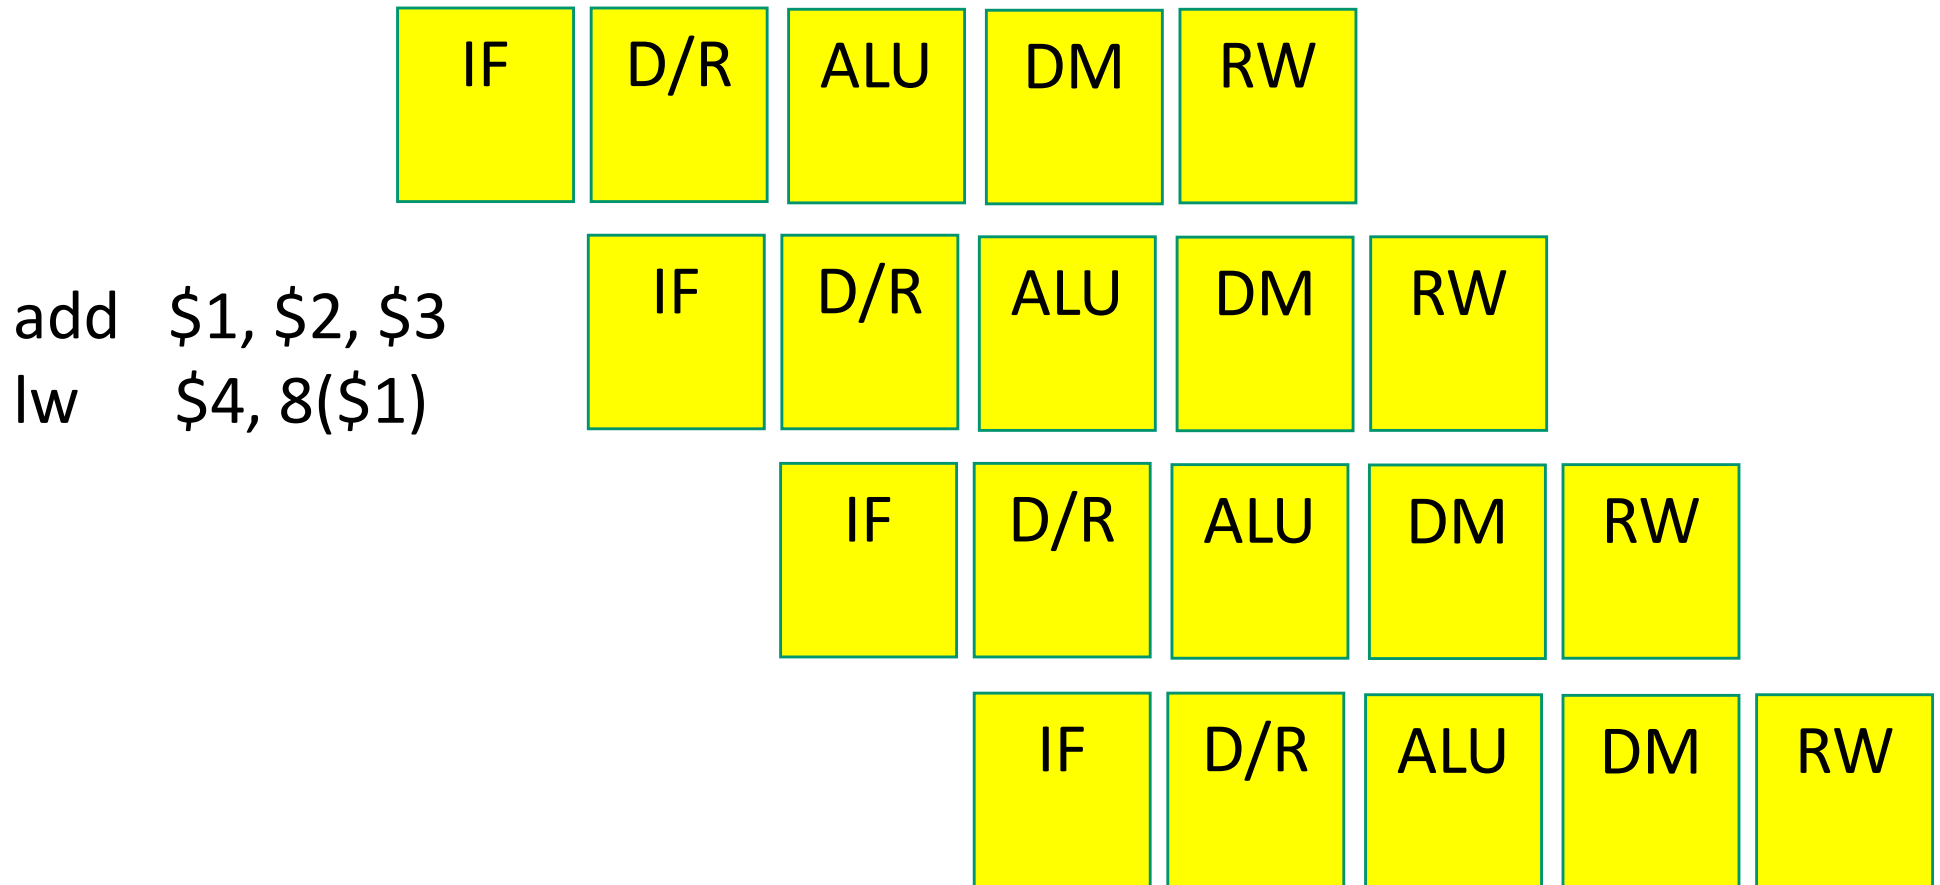 IF D/R ALU DM RW
IF D/R ALU DM RW
add $1, $2, $3
lw $4, 8($1)
IF D/R ALU DM RW
IF D/R ALU DM RW